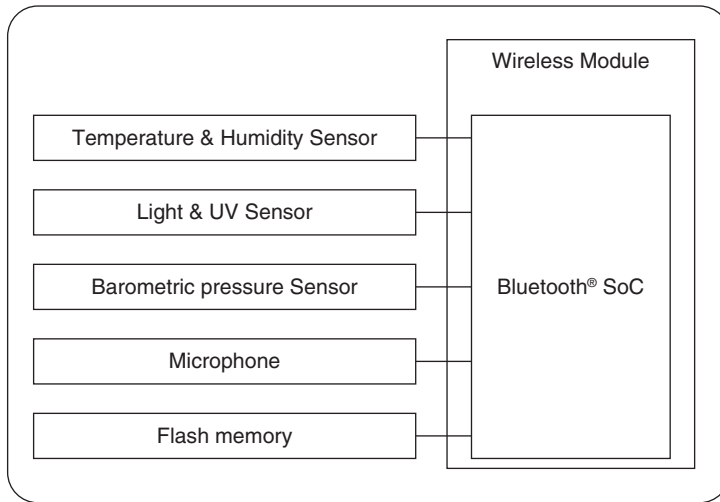 Wireless Module
Temperature & Humidity Sensor
Light & UV Sensor
Barometric pressure Sensor
Bluetooth® SoC
Microphone
Flash memory